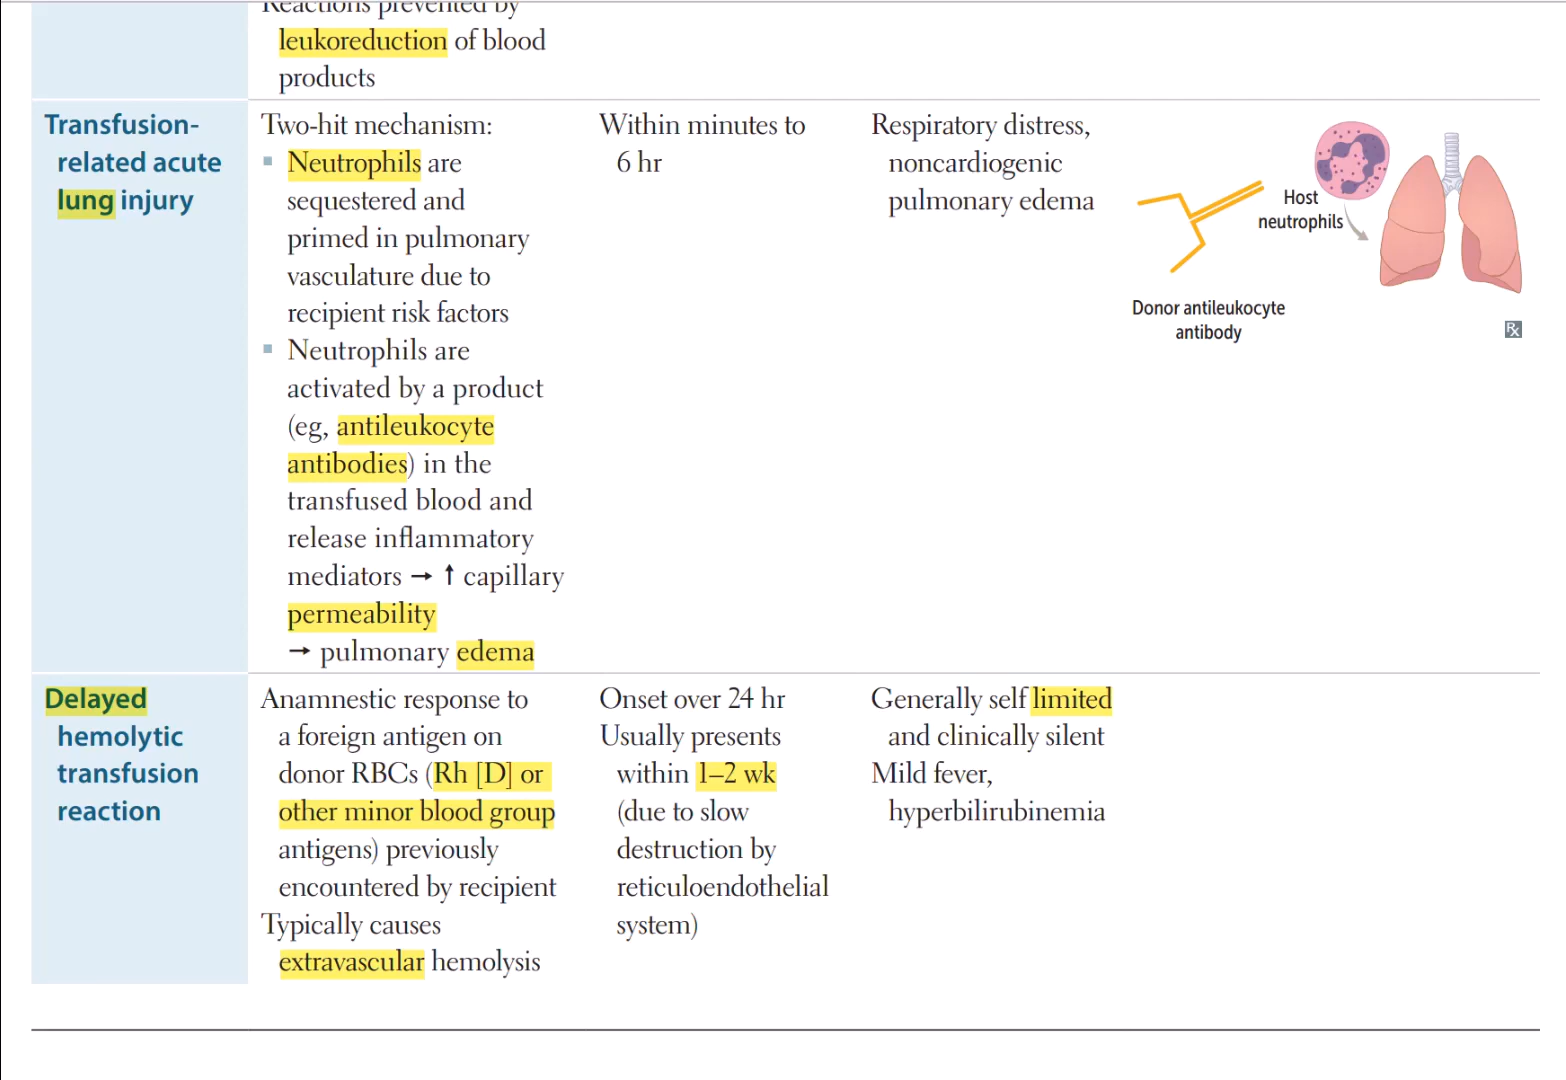 Reactions prevented by
leukoreduction of blood
products
Transfusion-
related acute
lung injury
Two-hit mechanism:
▪ Neutrophils are
sequestered and
primed in pulmonary
vasculature due to
recipient risk factors
▪ Neutrophils are
activated by a product
(eg, antileukocyte
antibodies) in the
transfused blood and
release inflammatory
mediators → ↑ capillary
permeability
→ pulmonary edema
Within minutes to
6 hr
Respiratory distress,
noncardiogenic
pulmonary edema
Host
neutrophils
Donor antileukocyte
antibody
Rx
Delayed
hemolytic
transfusion
reaction
Anamnestic response to
a foreign antigen on
donor RBCs (Rh [D] or
other minor blood group
antigens) previously
encountered by recipient
Typically causes
extravascular hemolysis
Onset over 24 hr
Usually presents
within 1–2 wk
(due to slow
destruction by
reticuloendothelial
system)
Generally self limited
and clinically silent
Mild fever,
hyperbilirubinemia